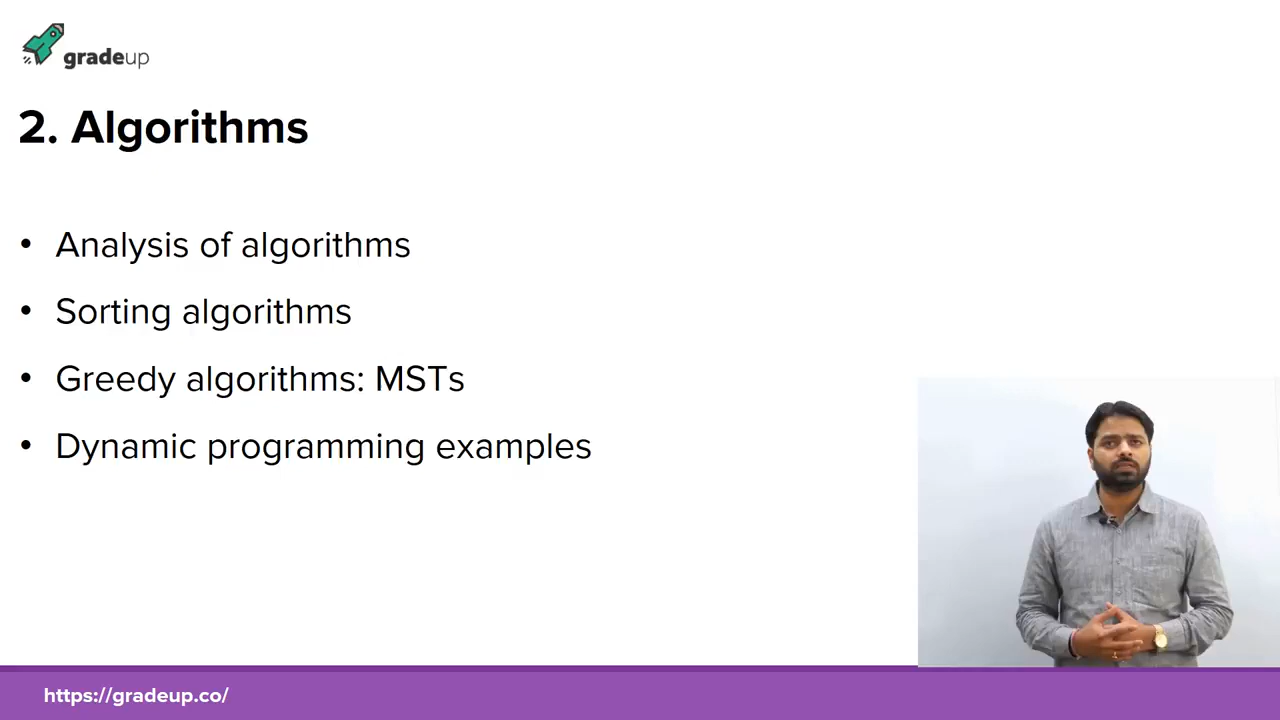 gradeup
2. Algorithms
• Analysis of algorithms
• Sorting algorithms
• Greedy algorithms: MSTs
• Dynamic programming examples
https://gradeup.co/